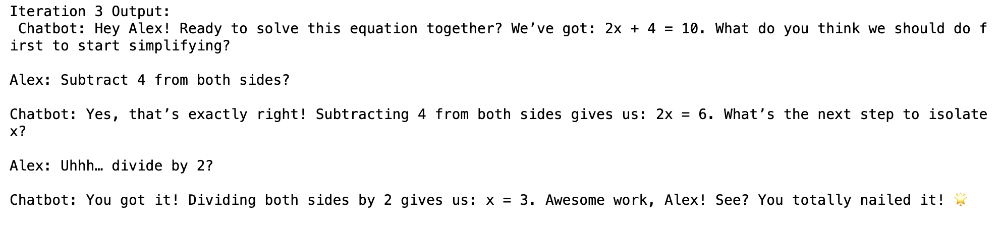 Iteration 3 Output:
Chatbot: Hey Alex! Ready to solve this equation together? We’ve got: 2x + 4 = 10. What do you think we should do f
irst to start simplifying?
Alex: Subtract 4 from both sides?
Chatbot: Yes, that’s exactly right! Subtracting 4 from both sides gives us: 2x = 6. What’s the next step to isolate
x?
Alex: Uhhh… divide by 2?
Chatbot: You got it! Dividing both sides by 2 gives us: x = 3. Awesome work, Alex! See? You totally nailed it! 🌟